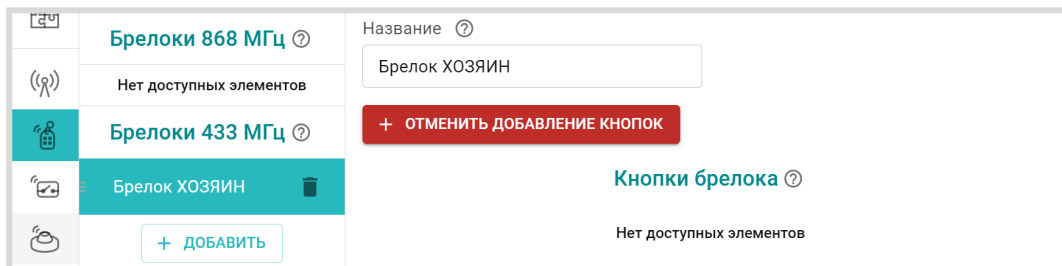 Брелоки 868 МГц
Нет доступных элементов
Брелоки 433 МГц
Брелок ХОЗЯИН
+ ДОБАВИТЬ
Название
Брелок ХОЗЯИН
+ ОТМЕНИТЬ ДОБАВЛЕНИЕ КНОПОК
Кнопки брелока
Нет доступных элементов